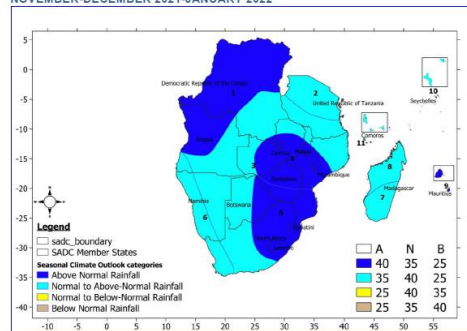 NOVEMBER-DECEMBER 2021-JANUARY 2022
5
0
-5
-10
-15
-20
-25
-30
-35
-40
-10 -5 0 5 10 15 20 25 30 35 40 45 50 55
Democratic Republic of the Congo
1
2
United Republic of Tanzania
10
Seychelles
Angola
11
Comoros
3
4
Zambia
Malawi
Zimbabwe
Mozambique
8
Madagascar
7
9
Mauritius
Namibia
6
Botswana
5
Eswatini
South Africa
Lesotho
Legend
sadc_boundary
SADC Member States
Seasonal Climate Outlook categories
Above Normal Rainfall
Normal to Above-Normal Rainfall
Normal to Below-Normal Rainfall
Below Normal Rainfall
A N B
40 35 25
35 40 25
25 40 35
25 35 40